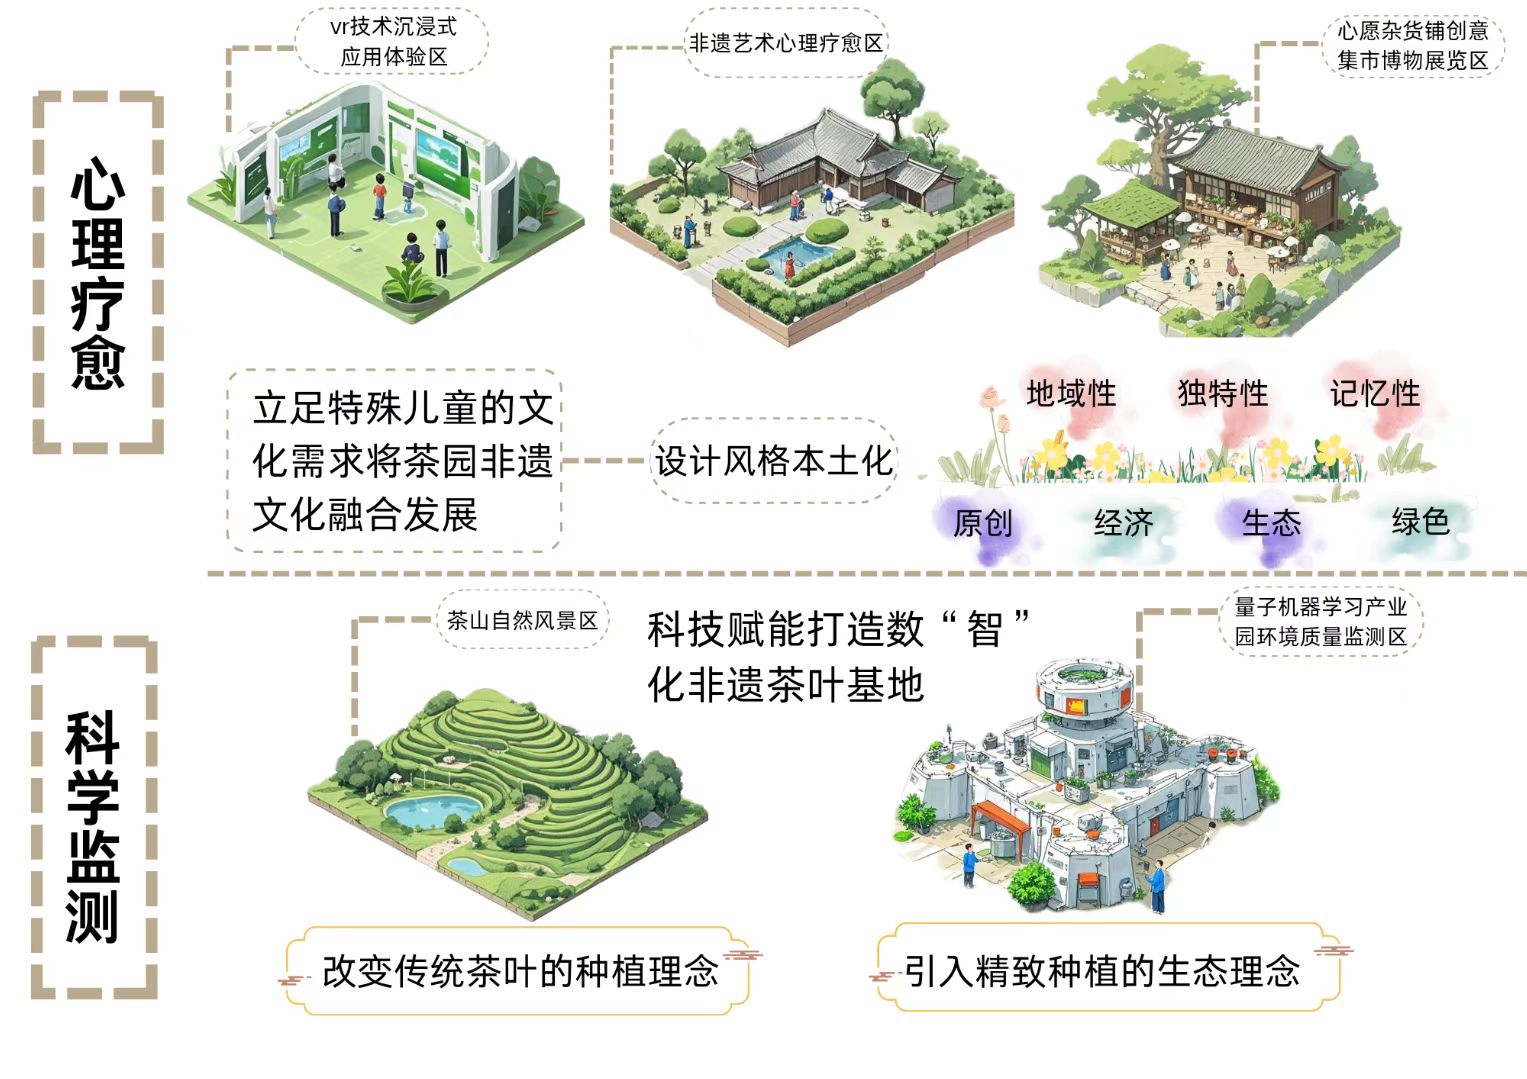 心理疗愈
vr技术沉浸式
应用体验区
非遗艺术心理疗愈区
心愿杂货铺创意
集市博物展览区
立足特殊儿童的文
化需求将茶园非遗
文化融合发展
设计风格本土化
地域性
独特性
记忆性
原创
经济
生态
绿色
科学监测
茶山自然风景区
科技赋能打造数“智”
化非遗茶叶基地
量子机器学习产业
园环境质量监测区
改变传统茶叶的种植理念
引入精致种植的生态理念